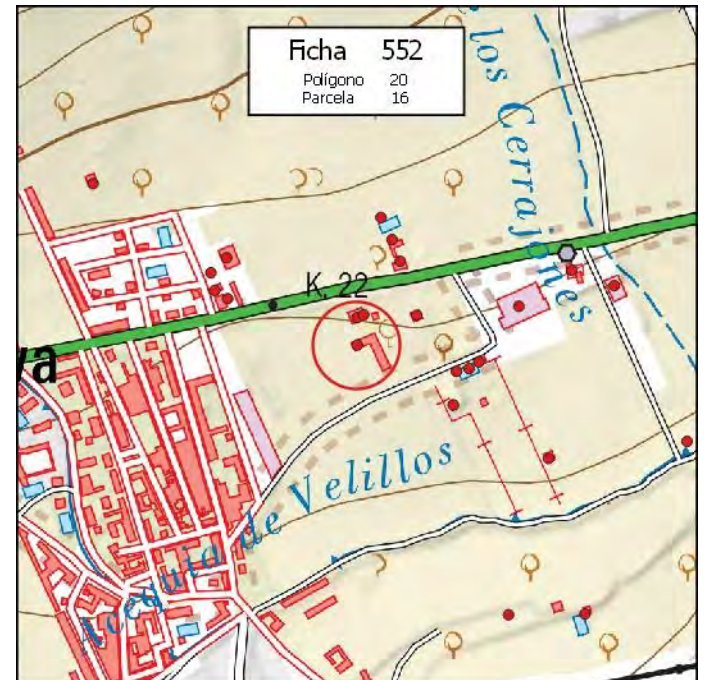 Ficha 552
Polígono 20
Parcela 16
los Cerrajones
K. 22
va
Acequia de Velillos